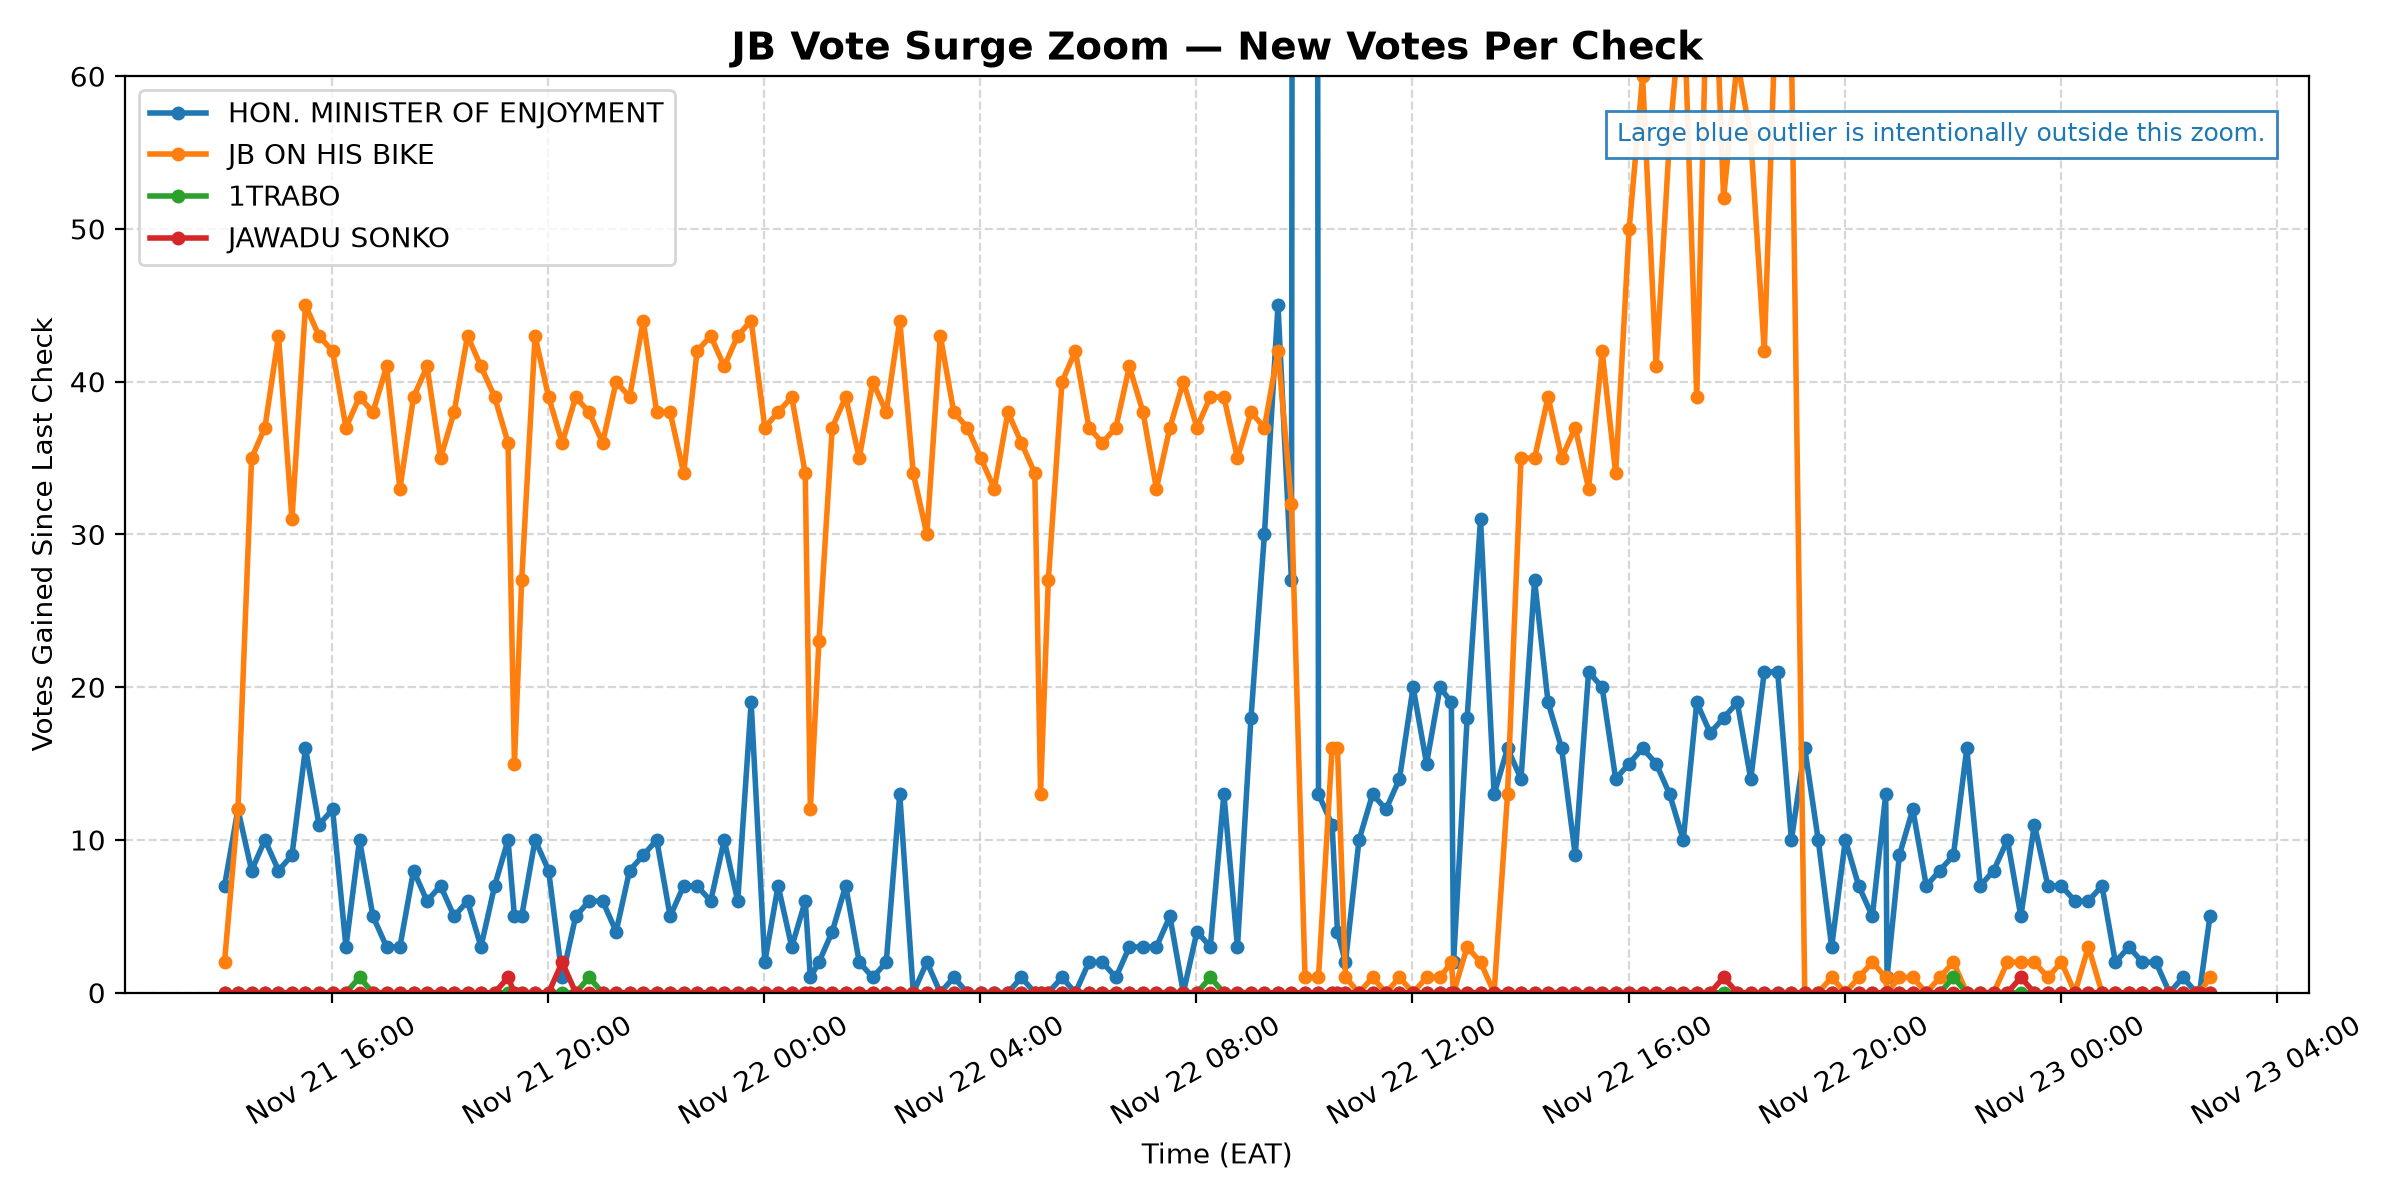 JB Vote Surge Zoom — New Votes Per Check
60
50
40
30
20
10
0
Votes Gained Since Last Check
HON. MINISTER OF ENJOYMENT
JB ON HIS BIKE
1TRABO
JAWADU SONKO
Large blue outlier is intentionally outside this zoom.
Nov 21 16:00
Nov 21 20:00
Nov 22 00:00
Nov 22 04:00
Nov 22 08:00
Nov 22 12:00
Nov 22 16:00
Nov 22 20:00
Nov 23 00:00
Nov 23 04:00
Time (EAT)